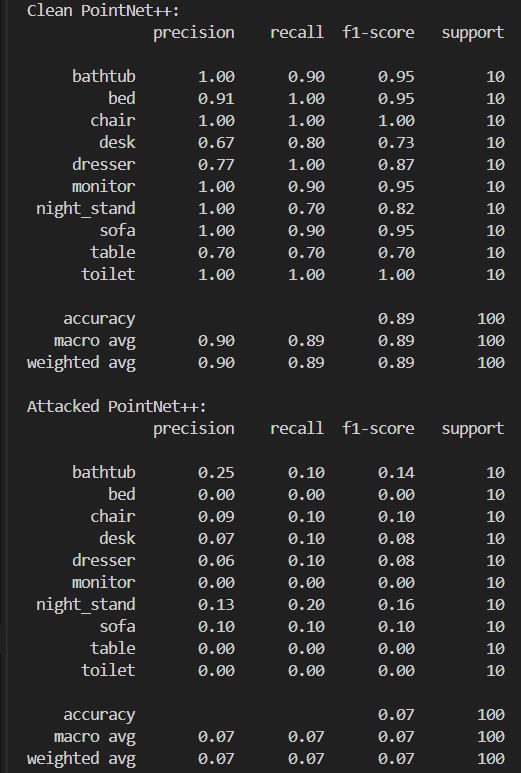 Clean PointNet++:
precision recall f1-score support
bathtub 1.00 0.90 0.95 10
bed 0.91 1.00 0.95 10
chair 1.00 1.00 1.00 10
desk 0.67 0.80 0.73 10
dresser 0.77 1.00 0.87 10
monitor 1.00 0.90 0.95 10
night_stand 1.00 0.70 0.82 10
sofa 1.00 0.90 0.95 10
table 0.70 0.70 0.70 10
toilet 1.00 1.00 1.00 10
accuracy 0.89 100
macro avg 0.90 0.89 0.89 100
weighted avg 0.90 0.89 0.89 100
Attacked PointNet++:
precision recall f1-score support
bathtub 0.25 0.10 0.14 10
bed 0.00 0.00 0.00 10
chair 0.09 0.10 0.10 10
desk 0.07 0.10 0.08 10
dresser 0.06 0.10 0.08 10
monitor 0.00 0.00 0.00 10
night_stand 0.13 0.20 0.16 10
sofa 0.10 0.10 0.10 10
table 0.00 0.00 0.00 10
toilet 0.00 0.00 0.00 10
accuracy 0.07 100
macro avg 0.07 0.07 0.07 100
weighted avg 0.07 0.07 0.07 100